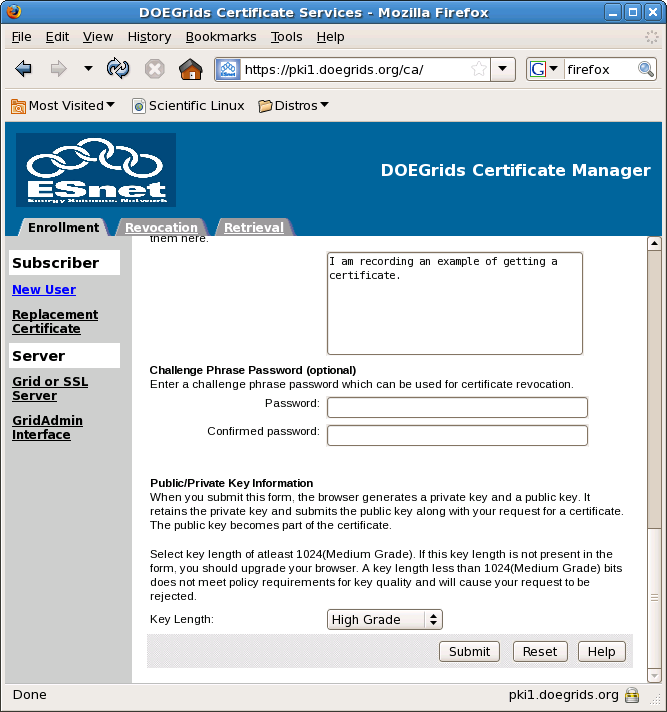 DOEGrids Certificate Services - Mozilla Firefox
File Edit View History Bookmarks Tools Help
https://pki1.doegrids.org/ca/
G firefox
Most Visited Scientific Linux Distros
ESnet
Energy Sciences Network
DOEGrids Certificate Manager
Enrollment Revocation Retrieval
them here.
Subscriber
New User
Replacement
Certificate
Server
Grid or SSL
Server
GridAdmin
Interface
I am recording an example of getting a
certificate.
Challenge Phrase Password (optional)
Enter a challenge phrase password which can be used for certificate revocation.
Password:
Confirmed password:
Public/Private Key Information
When you submit this form, the browser generates a private key and a public key. It
retains the private key and submits the public key along with your request for a certificate.
The public key becomes part of the certificate.
Select key length of atleast 1024(Medium Grade). If this key length is not present in the
form, you should upgrade your browser. A key length less than 1024(Medium Grade) bits
does not meet policy requirements for key quality and will cause your request to be
rejected.
Key Length: High Grade
Submit Reset Help
Done pki1.doegrids.org